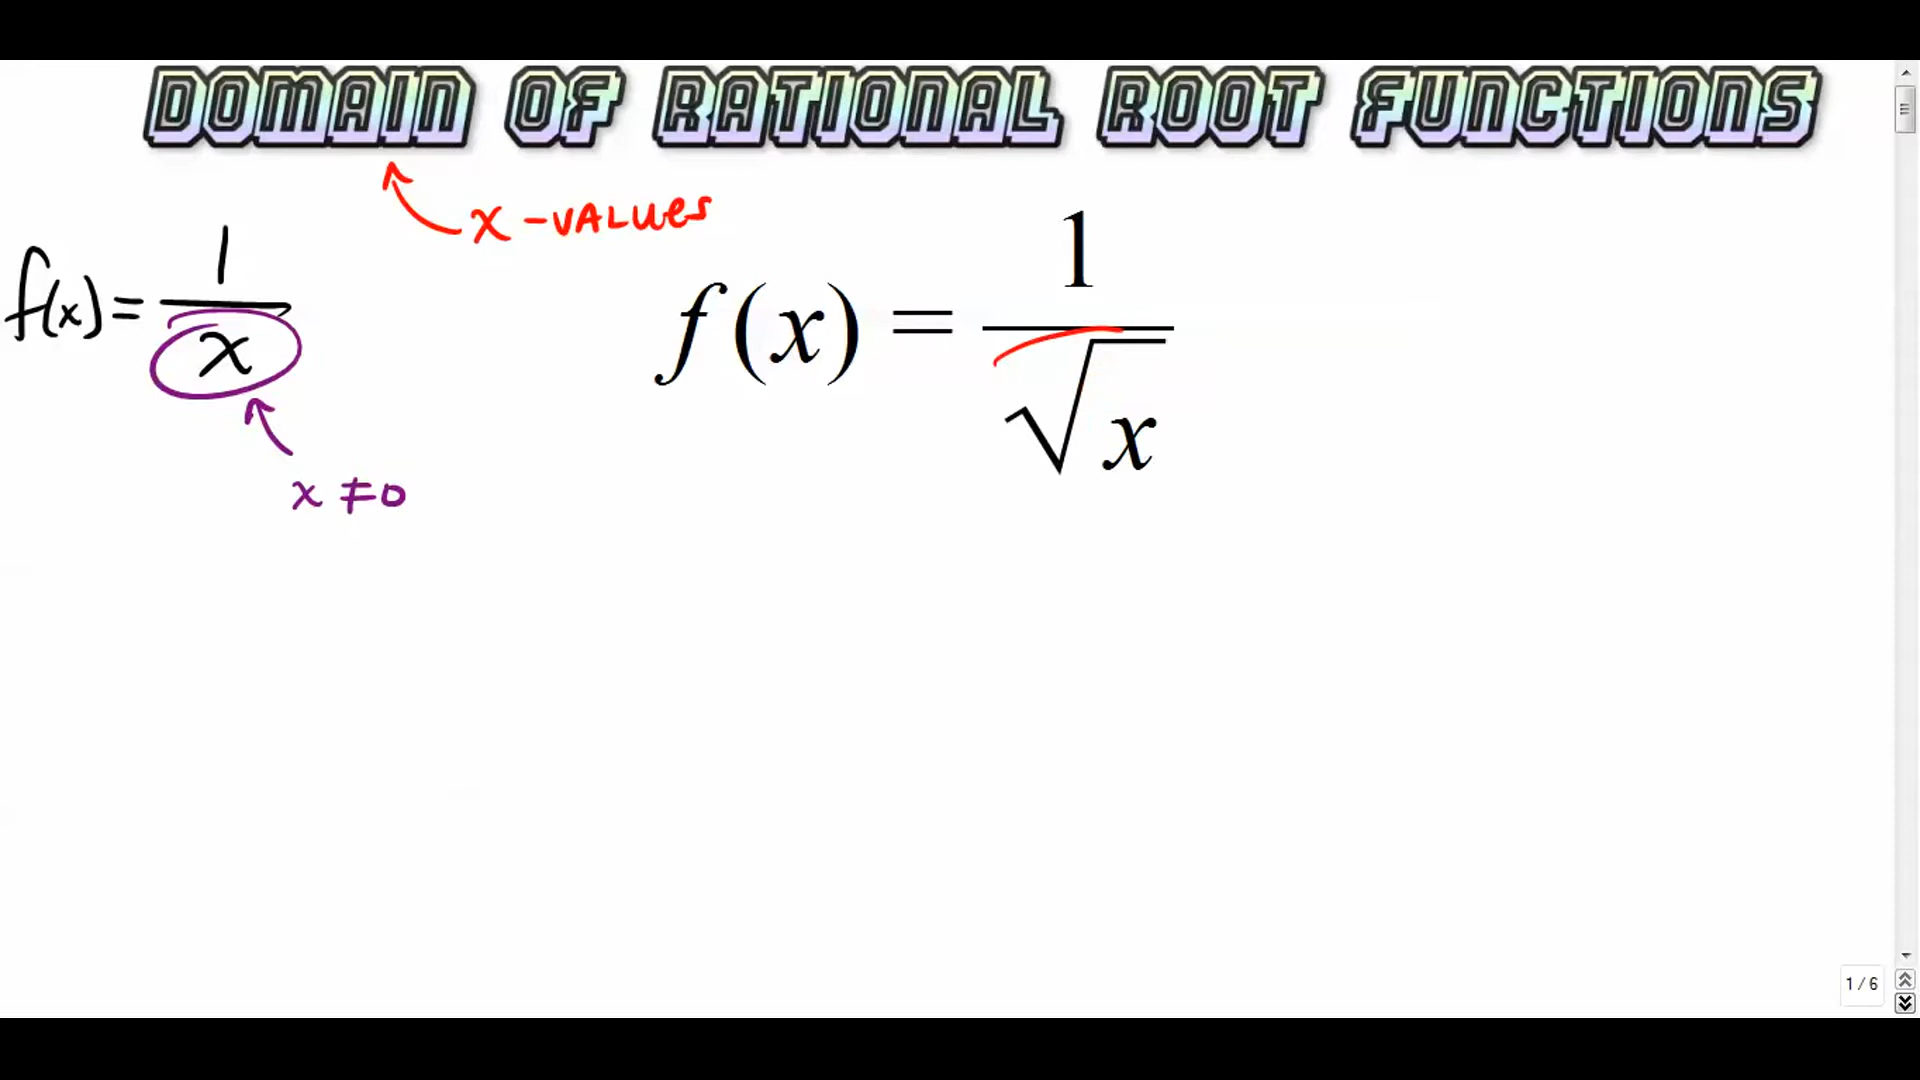 DOMAIN OF RATIONAL ROOT FUNCTIONS
x - VALUes
f(x) = 1/x
x ≠ 0
f(x) = 1/√x
1 / 6